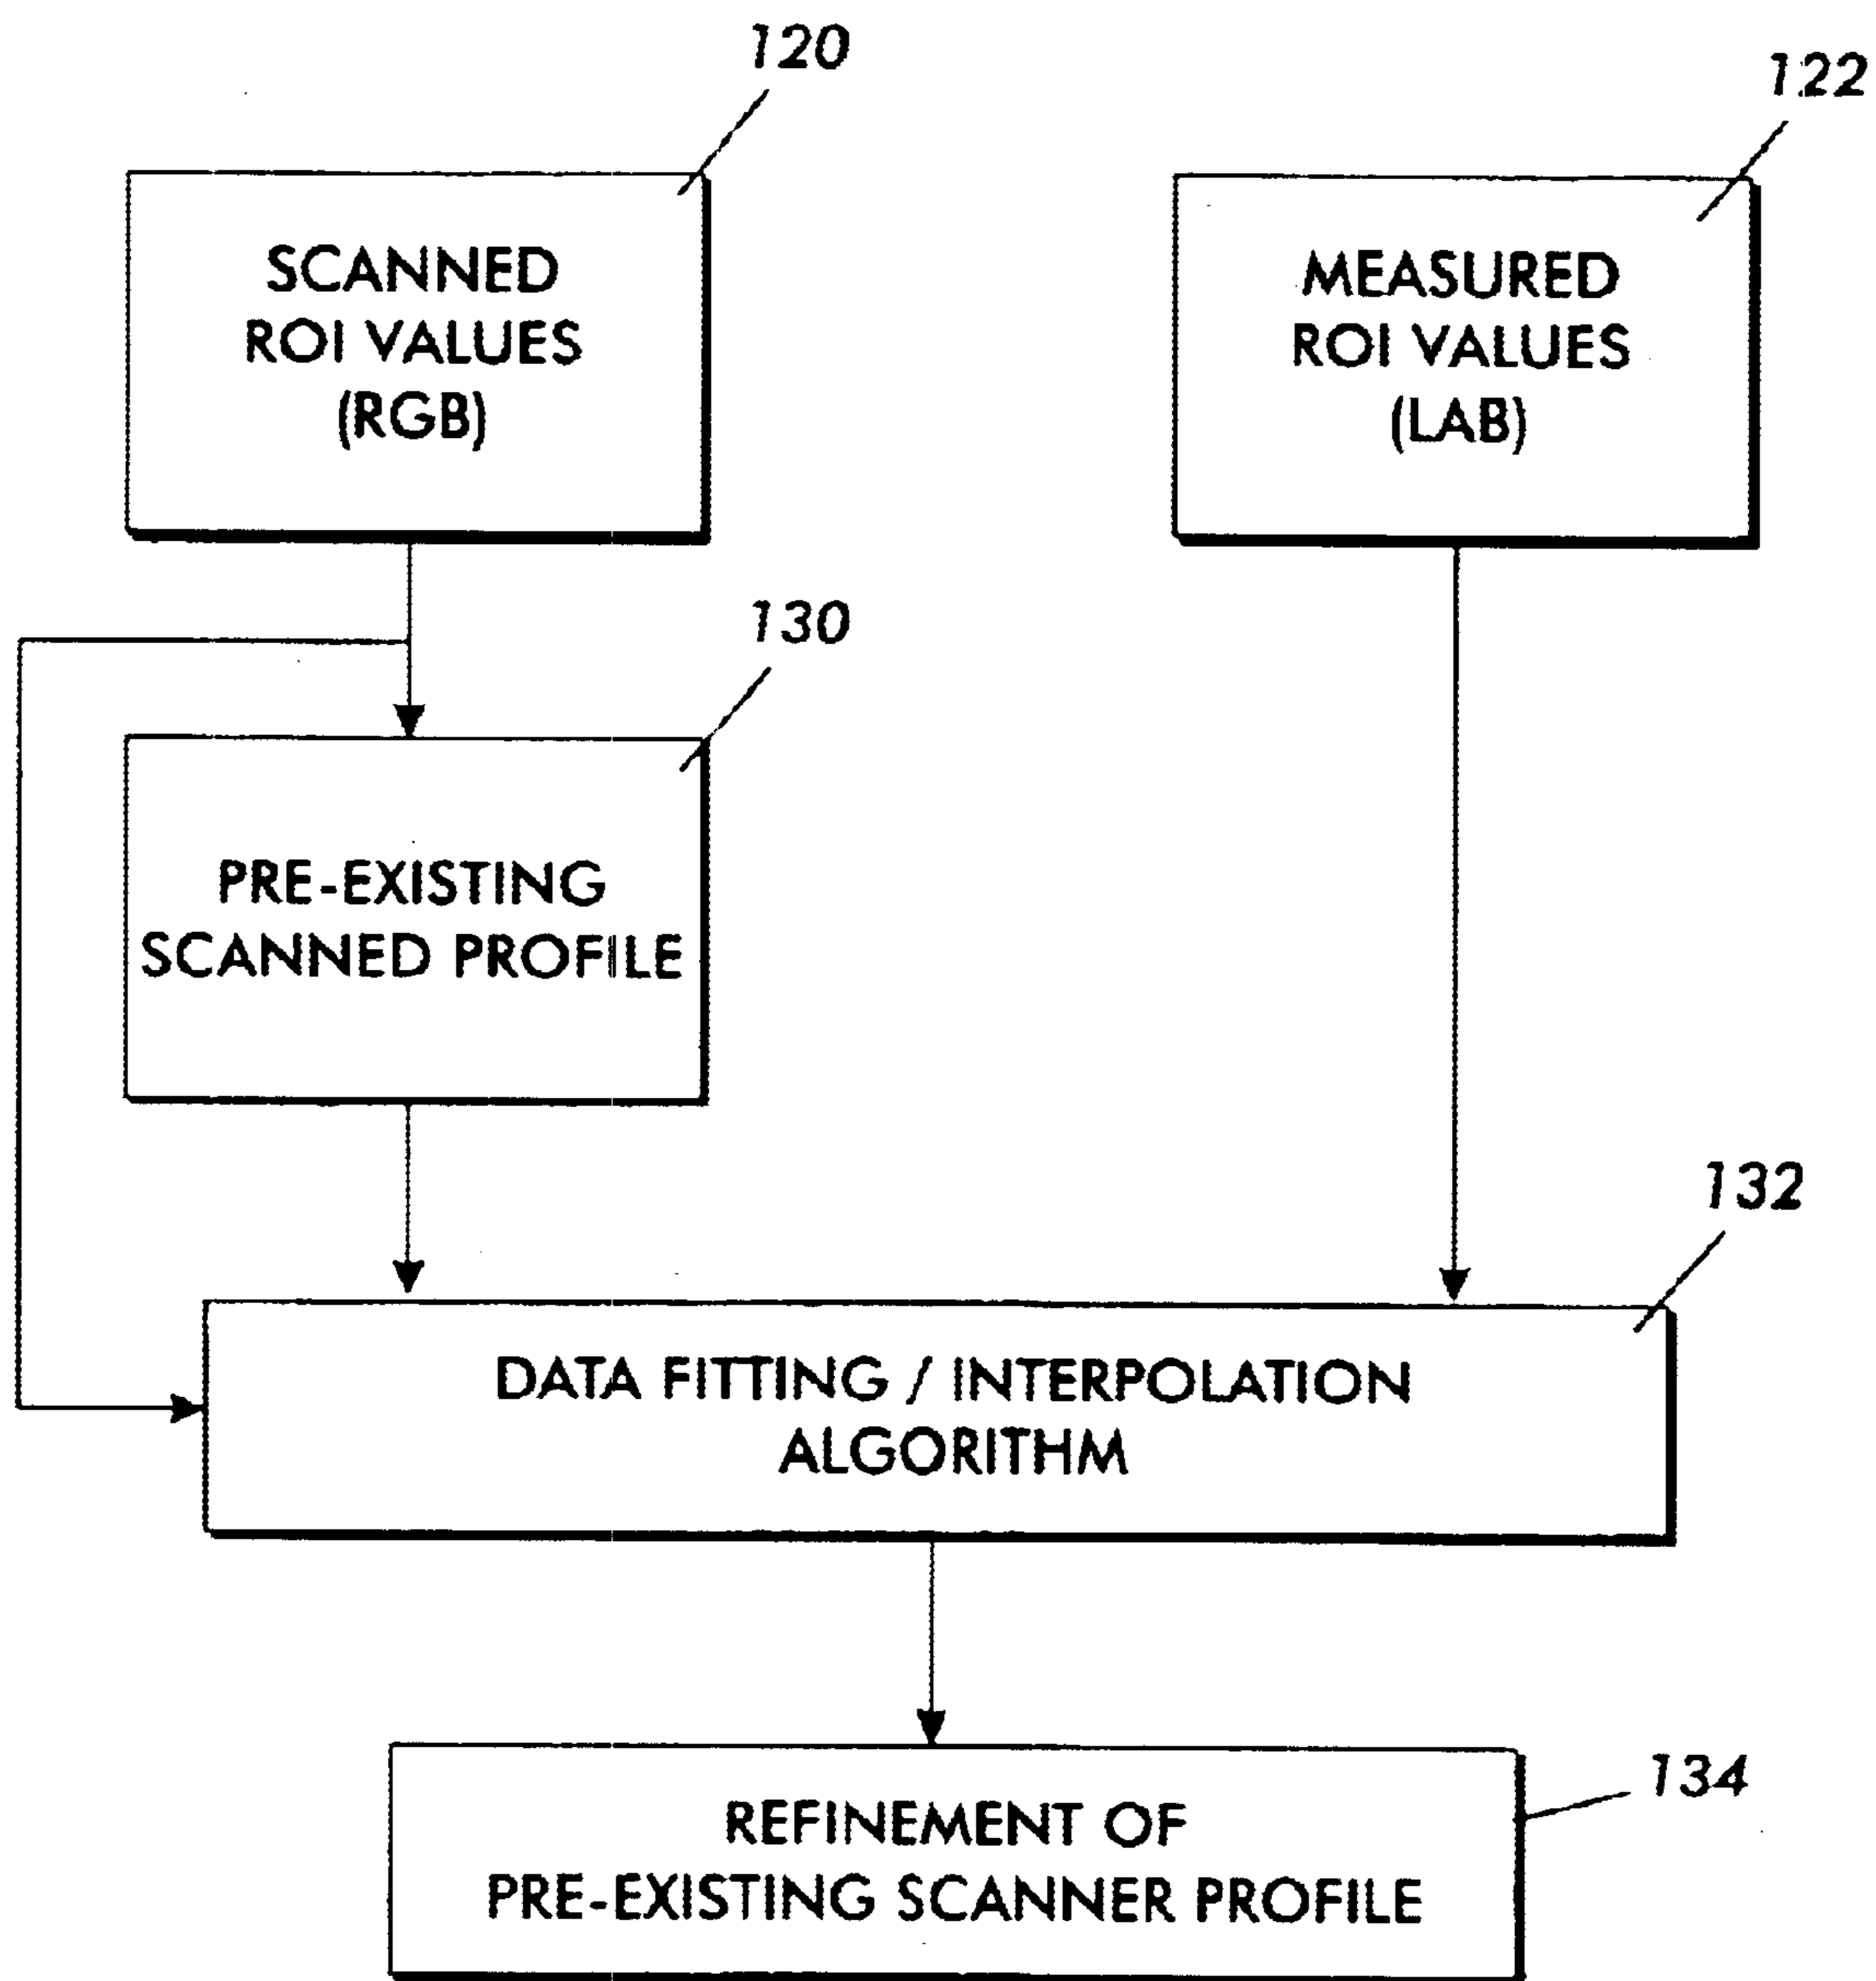 120
122
SCANNED
ROI VALUES
(RGB)
MEASURED
ROI VALUES
(LAB)
130
PRE-EXISTING
SCANNED PROFILE
132
DATA FITTING / INTERPOLATION
ALGORITHM
134
REFINEMENT OF
PRE-EXISTING SCANNER PROFILE